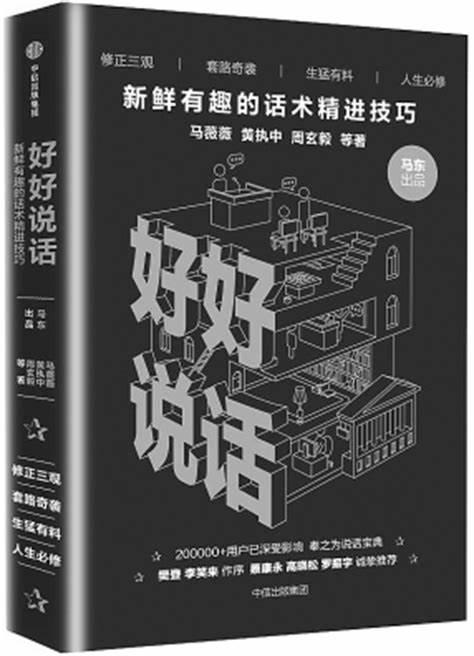 修正三观 | 套路奇袭 | 生猛有料 | 人生必修
新鲜有趣的话术精进技巧
马薇薇 黄执中 周玄毅 等著
马东
出品
好好
说话
☆ 200000+用户已深受影响 奉之为说话宝典 ☆
樊登 李笑来 作序 蔡康永 高晓松 罗振宇 诚挚推荐
中信出版集团
中信出版集团
好好说话
新鲜有趣的话术精进技巧
马东
出品
马薇薇
黄执中
周玄毅
等著
修正三观
套路奇袭
生猛有料
人生必修